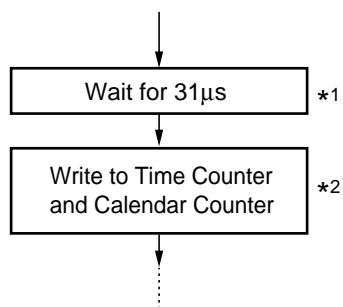 Wait for 31μs *1
Write to Time Counter
and Calendar Counter *2